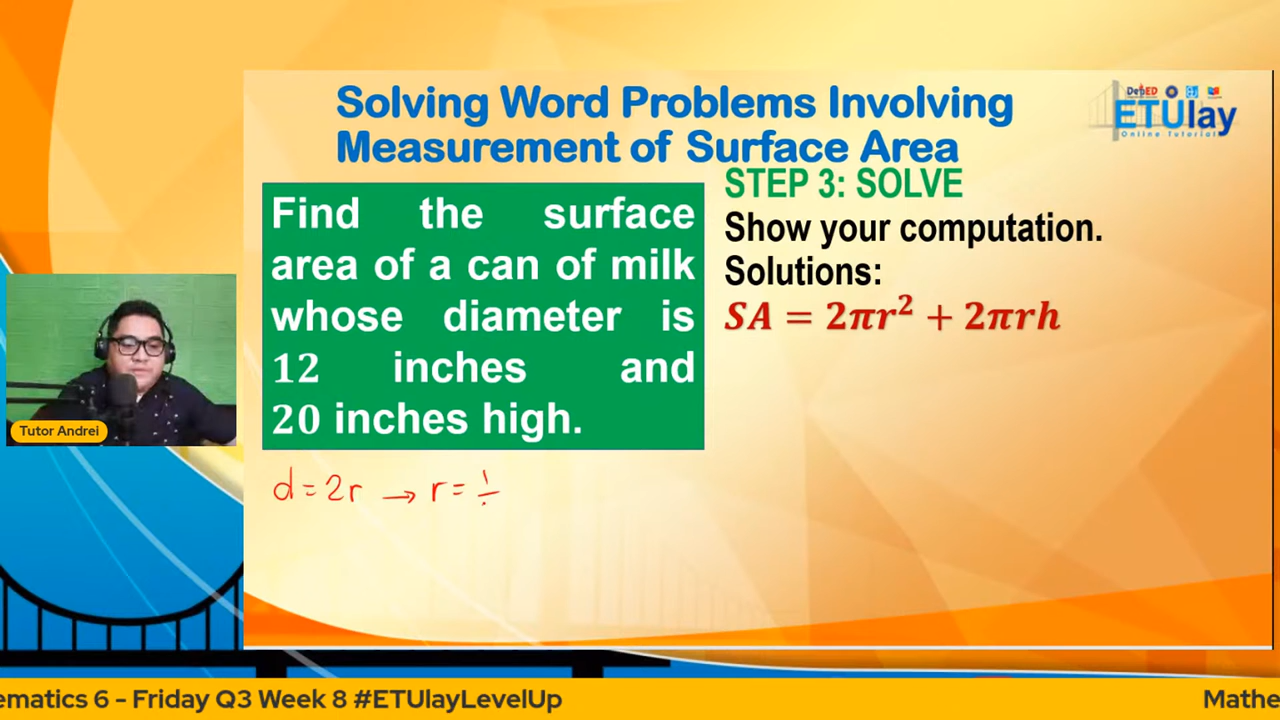 Solving Word Problems Involving
Measurement of Surface Area
DepED
ETUlay
Online Tutorial
Find the surface
area of a can of milk
whose diameter is
12 inches and
20 inches high.
STEP 3: SOLVE
Show your computation.
Solutions:
SA = 2πr² + 2πrh
d = 2r → r = 1/
Tutor Andrei
ematics 6 - Friday Q3 Week 8 #ETUlayLevelUp
Mathe